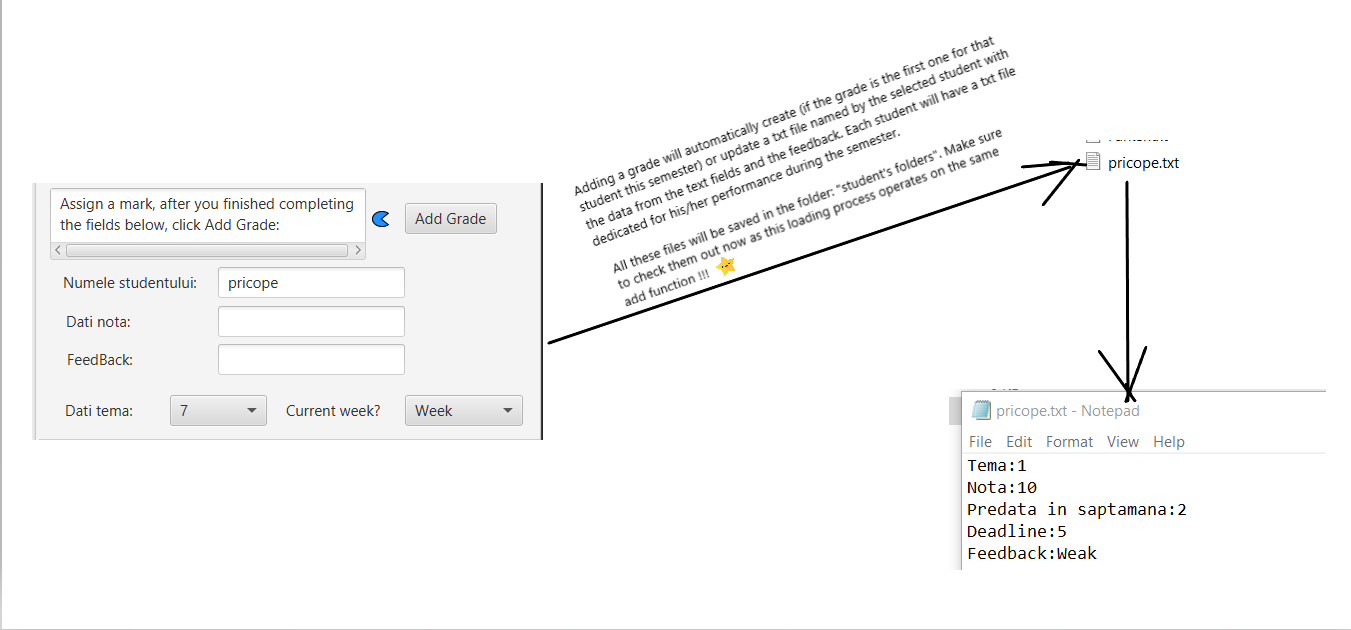 Assign a mark, after you finished completing
the fields below, click Add Grade:
Add Grade
Numele studentului:
pricope
Dati nota:
FeedBack:
Dati tema:
7
Current week?
Week
Adding a grade will automatically create (if the grade is the first one for that
student this semester) or update a txt file named by the selected student with
the data from the text fields and the feedback. Each student will have a txt file
dedicated for his/her performance during the semester.
All these files will be saved in the folder: "student's folders". Make sure
to check them out now as this loading process operates on the same
add function !!!
pricope.txt
pricope.txt - Notepad
File Edit Format View Help
Tema:1
Nota:10
Predata in saptamana:2
Deadline:5
Feedback:Weak